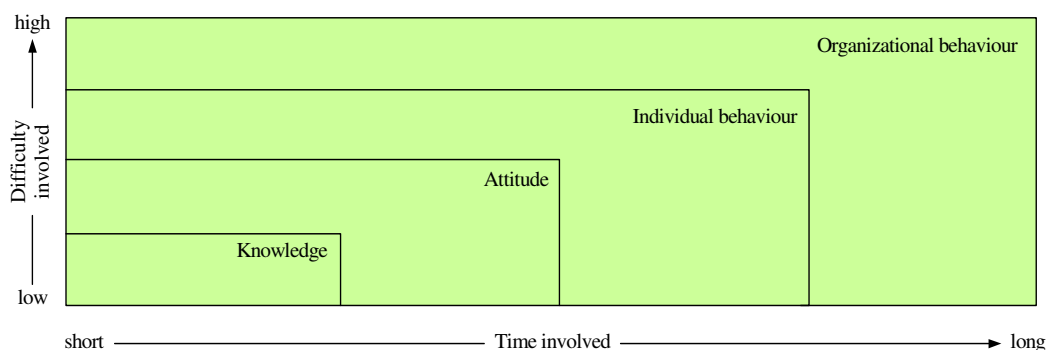 high
Organizational behaviour
Individual behaviour
Difficulty
involved
Attitude
Knowledge
low
short
Time involved
long